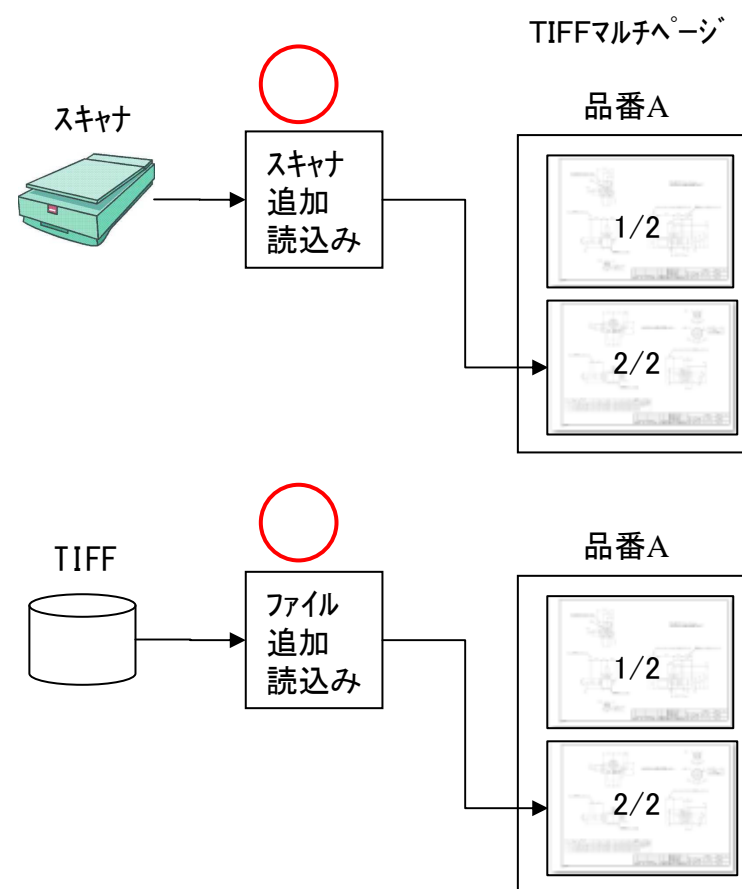 TIFFマルチページ
スキャナ
品番A
スキャナ
追加
読込み
1/2
2/2
TIFF
品番A
ファイル
追加
読込み
1/2
2/2